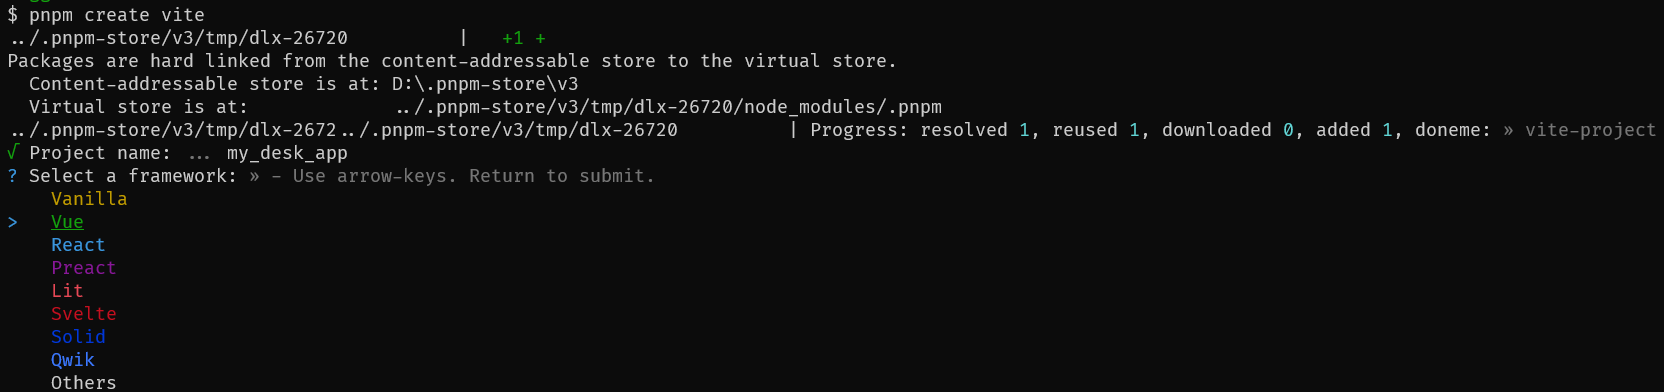 $ pnpm create vite
../.pnpm-store/v3/tmp/dlx-26720 | +1 +
Packages are hard linked from the content-addressable store to the virtual store.
Content-addressable store is at: D:\.pnpm-store\v3
Virtual store is at: ../.pnpm-store/v3/tmp/dlx-26720/node_modules/.pnpm
../.pnpm-store/v3/tmp/dlx-2672../.pnpm-store/v3/tmp/dlx-26720 | Progress: resolved 1, reused 1, downloaded 0, added 1, doneme: » vite-project
√ Project name: ... my_desk_app
? Select a framework: » - Use arrow-keys. Return to submit.
Vanilla
> Vue
React
Preact
Lit
Svelte
Solid
Qwik
Others